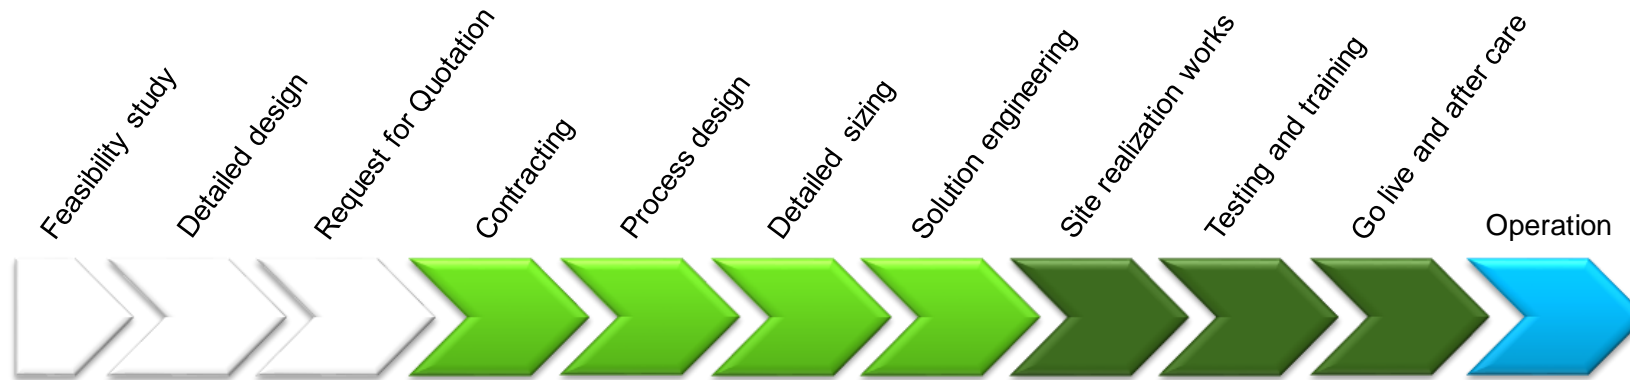 Feasibility study
Detailed design
Request for Quotation
Contracting
Process design
Detailed sizing
Solution engineering
Site realization works
Testing and training
Go live and after care
Operation